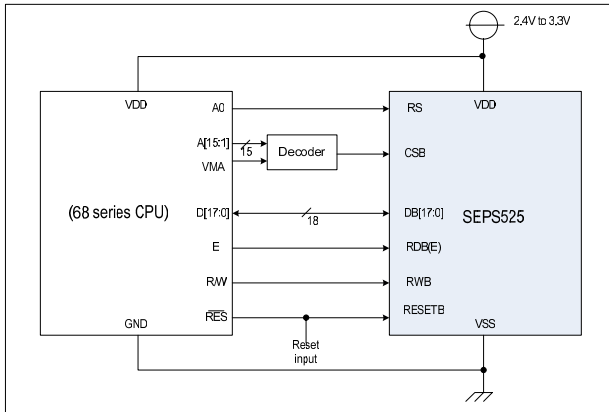 2.4V to 3.3V
VDD
A0
RS
VDD
A[15:1]
15
Decoder
VMA
CSB
(68 series CPU)
D[17:0]
18
DB[17:0]
SEPS525
E
RDB(E)
R/W
RWB
RES
RESETB
GND
Reset
input
VSS